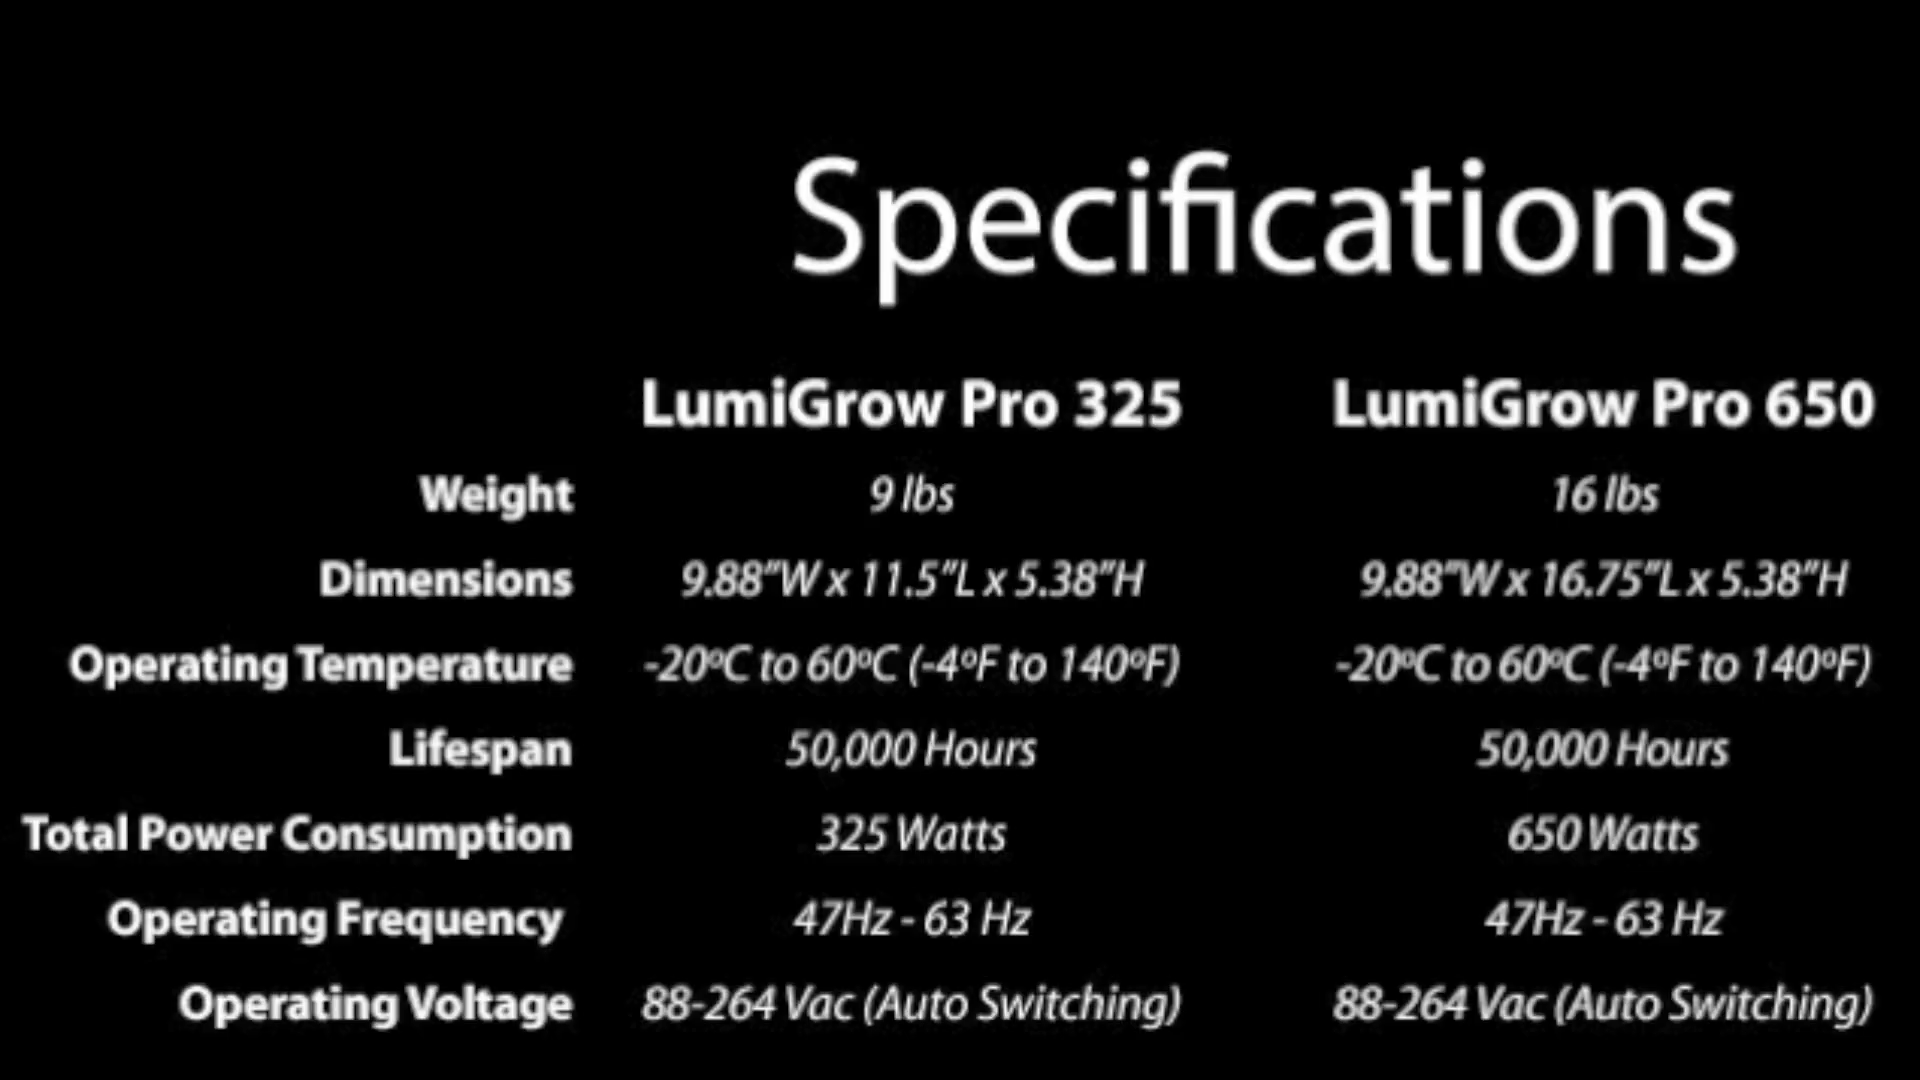 Specifications
LumiGrow Pro 325 LumiGrow Pro 650
Weight 9 lbs 16 lbs
Dimensions 9.88"W x 11.5"L x 5.38"H 9.88"W x 16.75"L x 5.38"H
Operating Temperature -20ºC to 60ºC (-4ºF to 140ºF) -20ºC to 60ºC (-4ºF to 140ºF)
Lifespan 50,000 Hours 50,000 Hours
Total Power Consumption 325 Watts 650 Watts
Operating Frequency 47Hz - 63 Hz 47Hz - 63 Hz
Operating Voltage 88-264 Vac (Auto Switching) 88-264 Vac (Auto Switching)